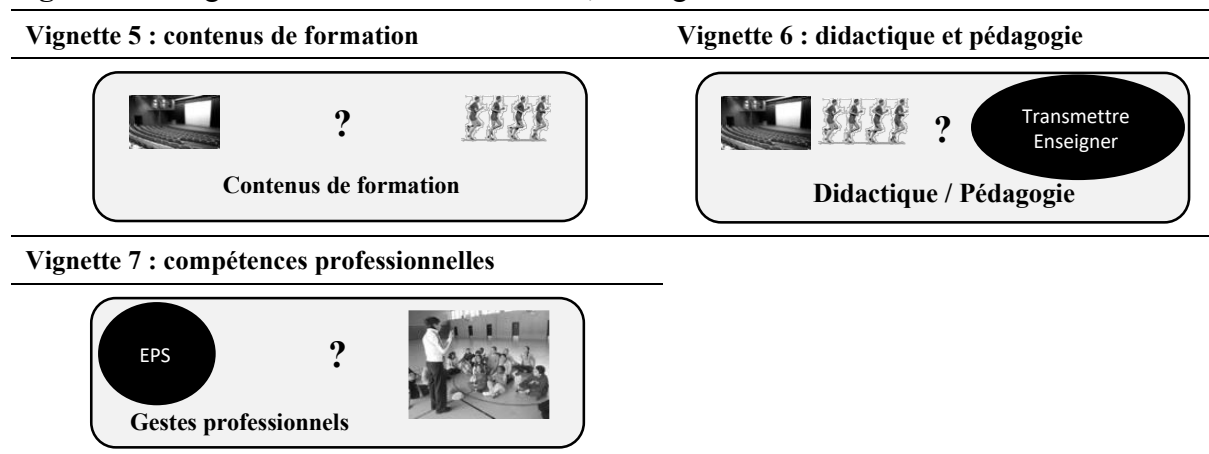 Vignette 5 : contenus de formation
Vignette 6 : didactique et pédagogie
?
Contenus de formation
?
Transmettre
Enseigner
Didactique / Pédagogie
Vignette 7 : compétences professionnelles
EPS
?
Gestes professionnels